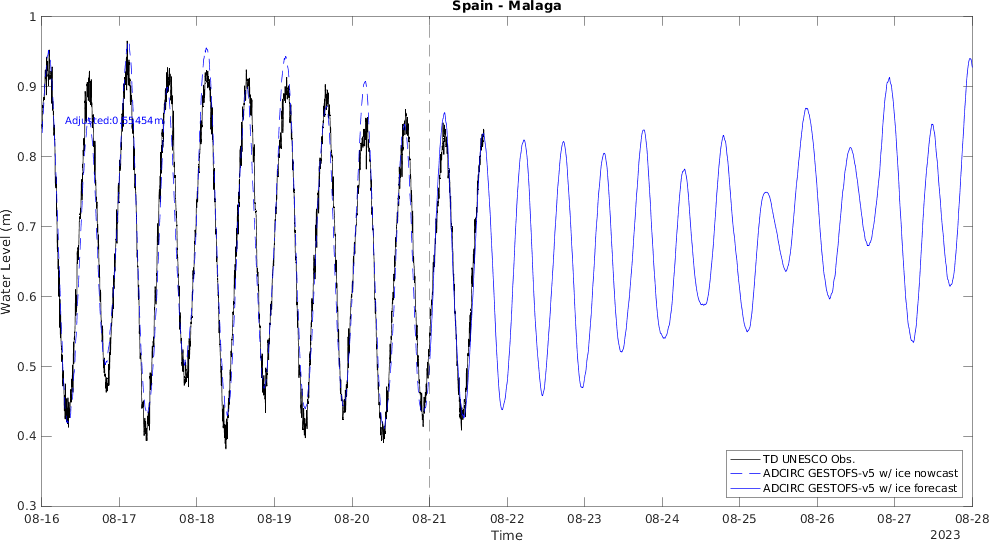 Spain - Malaga
1
0.9
Adjusted:0.65454m
0.8
0.7
Water Level (m)
0.6
0.5
0.4
TD UNESCO Obs.
ADCIRC GESTOFS-v5 w/ ice nowcast
ADCIRC GESTOFS-v5 w/ ice forecast
0.3
08-16 08-17 08-18 08-19 08-20 08-21 08-22 08-23 08-24 08-25 08-26 08-27 08-28
Time 2023